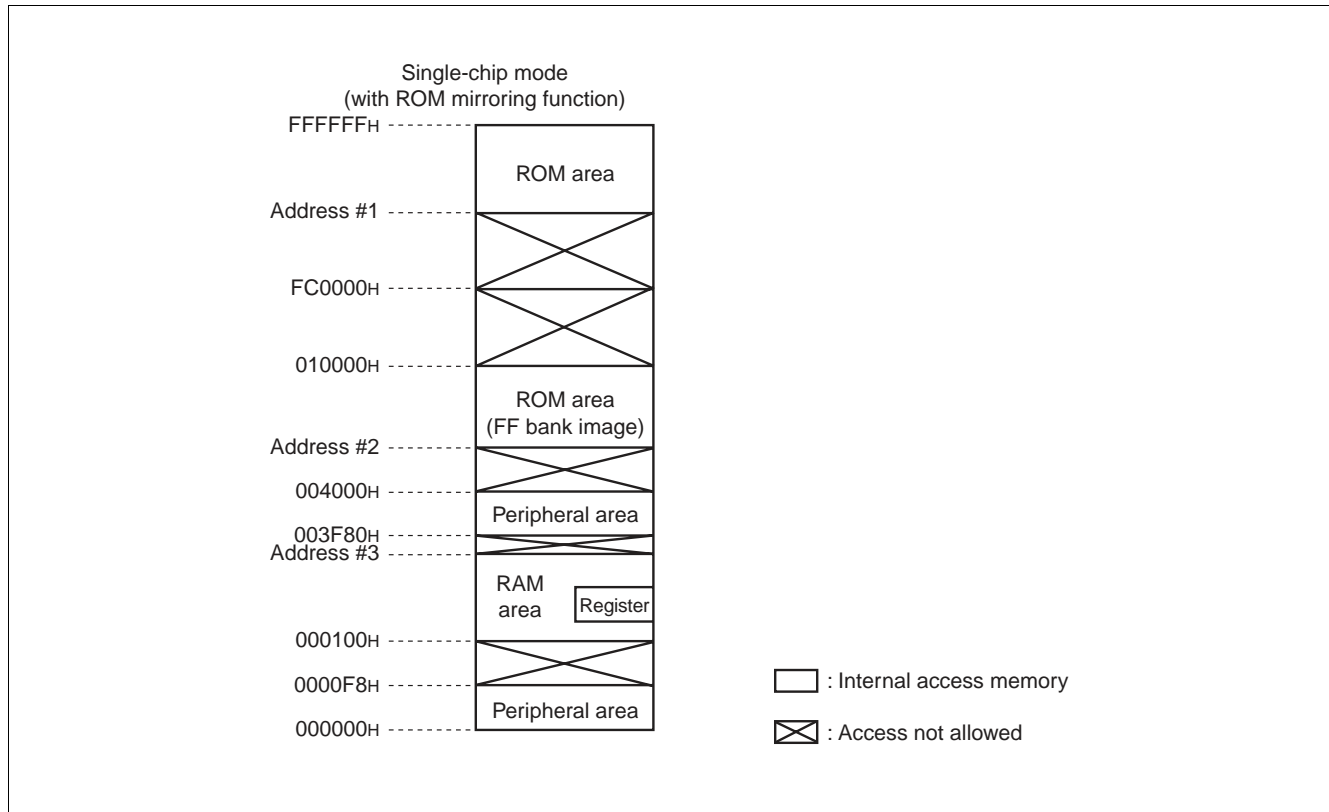 Single-chip mode
(with ROM mirroring function)
FFFFFFH
ROM area
Address #1
FC0000H
010000H
ROM area
(FF bank image)
Address #2
004000H
Peripheral area
003F80H
Address #3
RAM
area
Register
000100H
0000F8H
Peripheral area
000000H
: Internal access memory
: Access not allowed